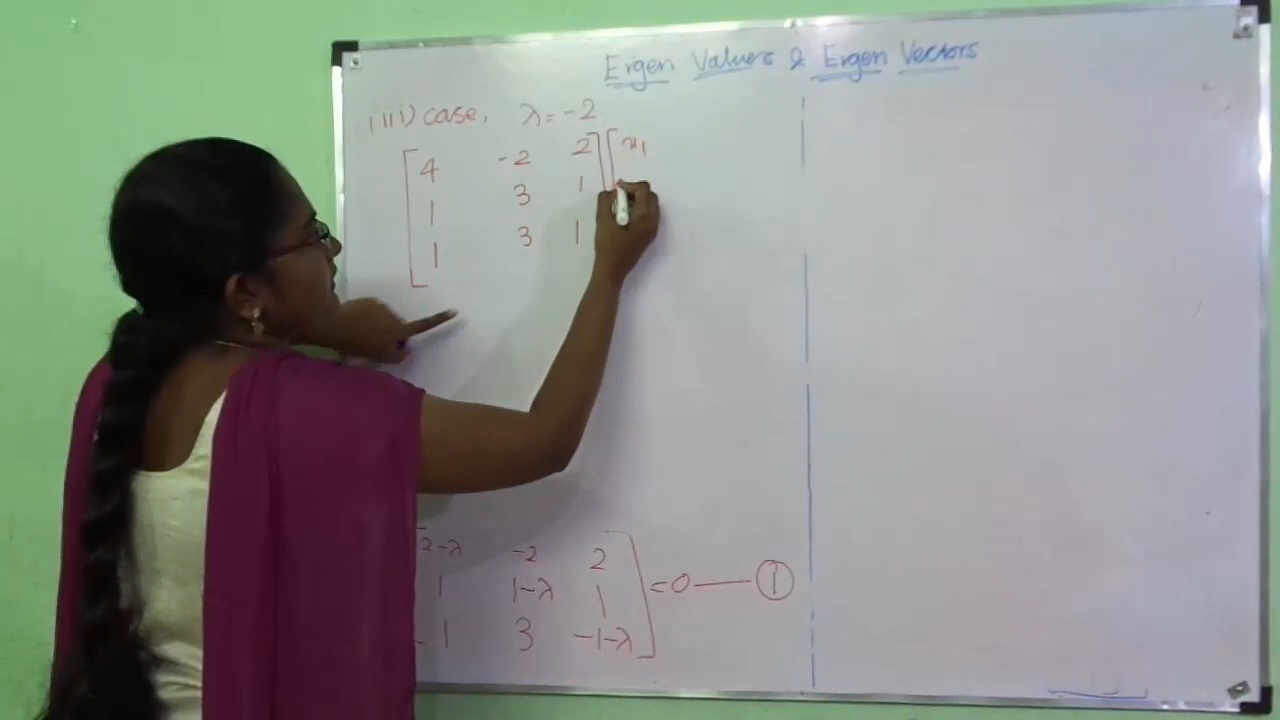 Eigen Values & Eigen Vectors
(iii) case, λ = -2
4 -2 2 x₁
1 3 1
1 3 1
2-λ -2 2
1 1-λ 1 =0 — ①
1 3 -1-λ